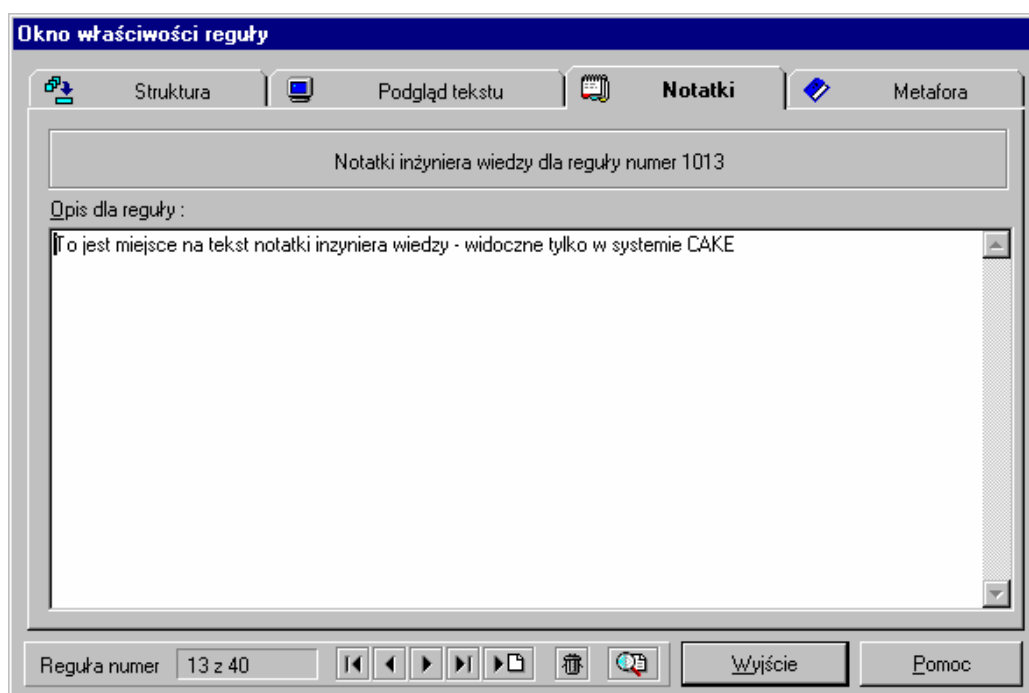 Okno właściwości reguły
Struktura Podgląd tekstu Notatki Metafora
Notatki inżyniera wiedzy dla reguły numer 1013
Opis dla reguły :
To jest miejsce na tekst notatki inzyniera wiedzy - widoczne tylko w systemie CAKE
Reguła numer 13 z 40 Wyjście Pomoc